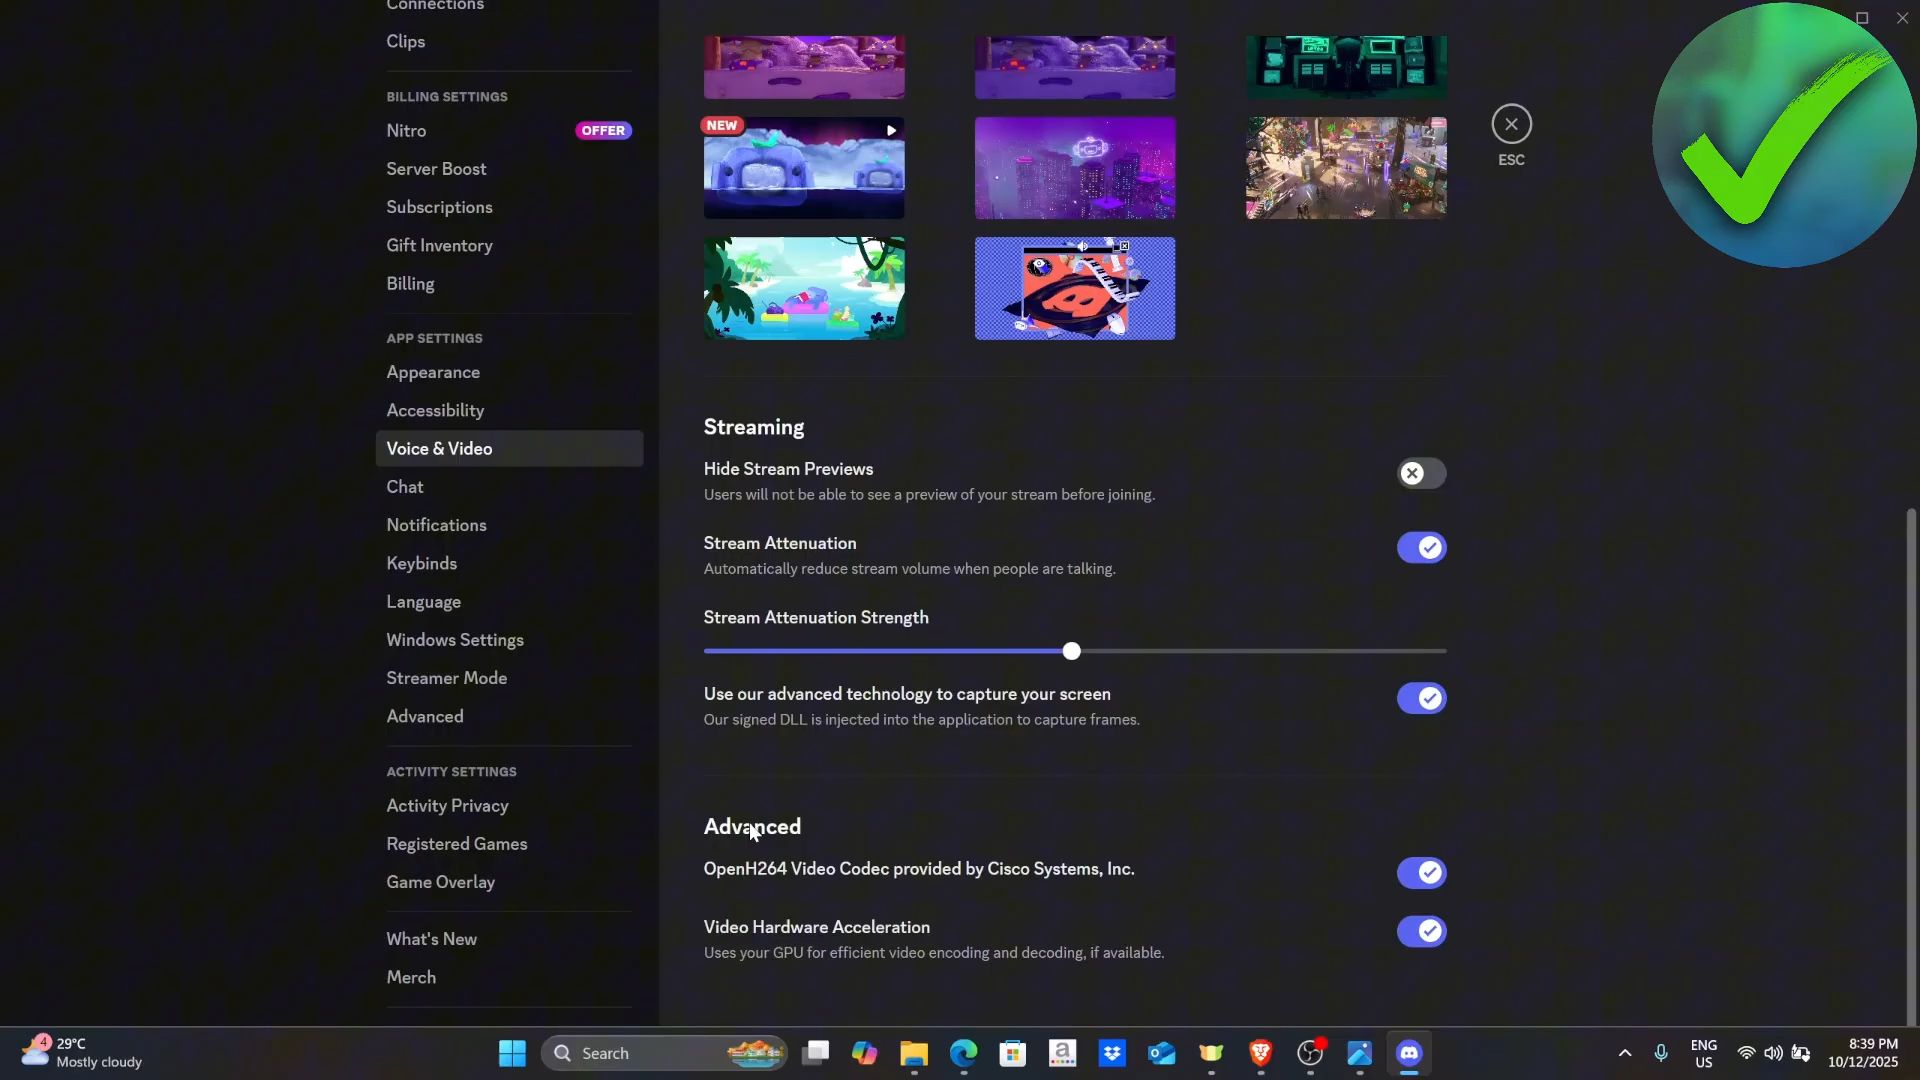 Connections
Clips
BILLING SETTINGS
Nitro
OFFER
Server Boost
Subscriptions
Gift Inventory
Billing
APP SETTINGS
Appearance
Accessibility
Voice & Video
Chat
Notifications
Keybinds
Language
Windows Settings
Streamer Mode
Advanced
ACTIVITY SETTINGS
Activity Privacy
Registered Games
Game Overlay
What's New
Merch
NEW
ESC
Streaming
Hide Stream Previews
Users will not be able to see a preview of your stream before joining.
Stream Attenuation
Automatically reduce stream volume when people are talking.
Stream Attenuation Strength
Use our advanced technology to capture your screen
Our signed DLL is injected into the application to capture frames.
Advanced
OpenH264 Video Codec provided by Cisco Systems, Inc.
Video Hardware Acceleration
Uses your GPU for efficient video encoding and decoding, if available.
4
29°C
Mostly cloudy
Search
a
ENG
US
8:39 PM
10/12/2025